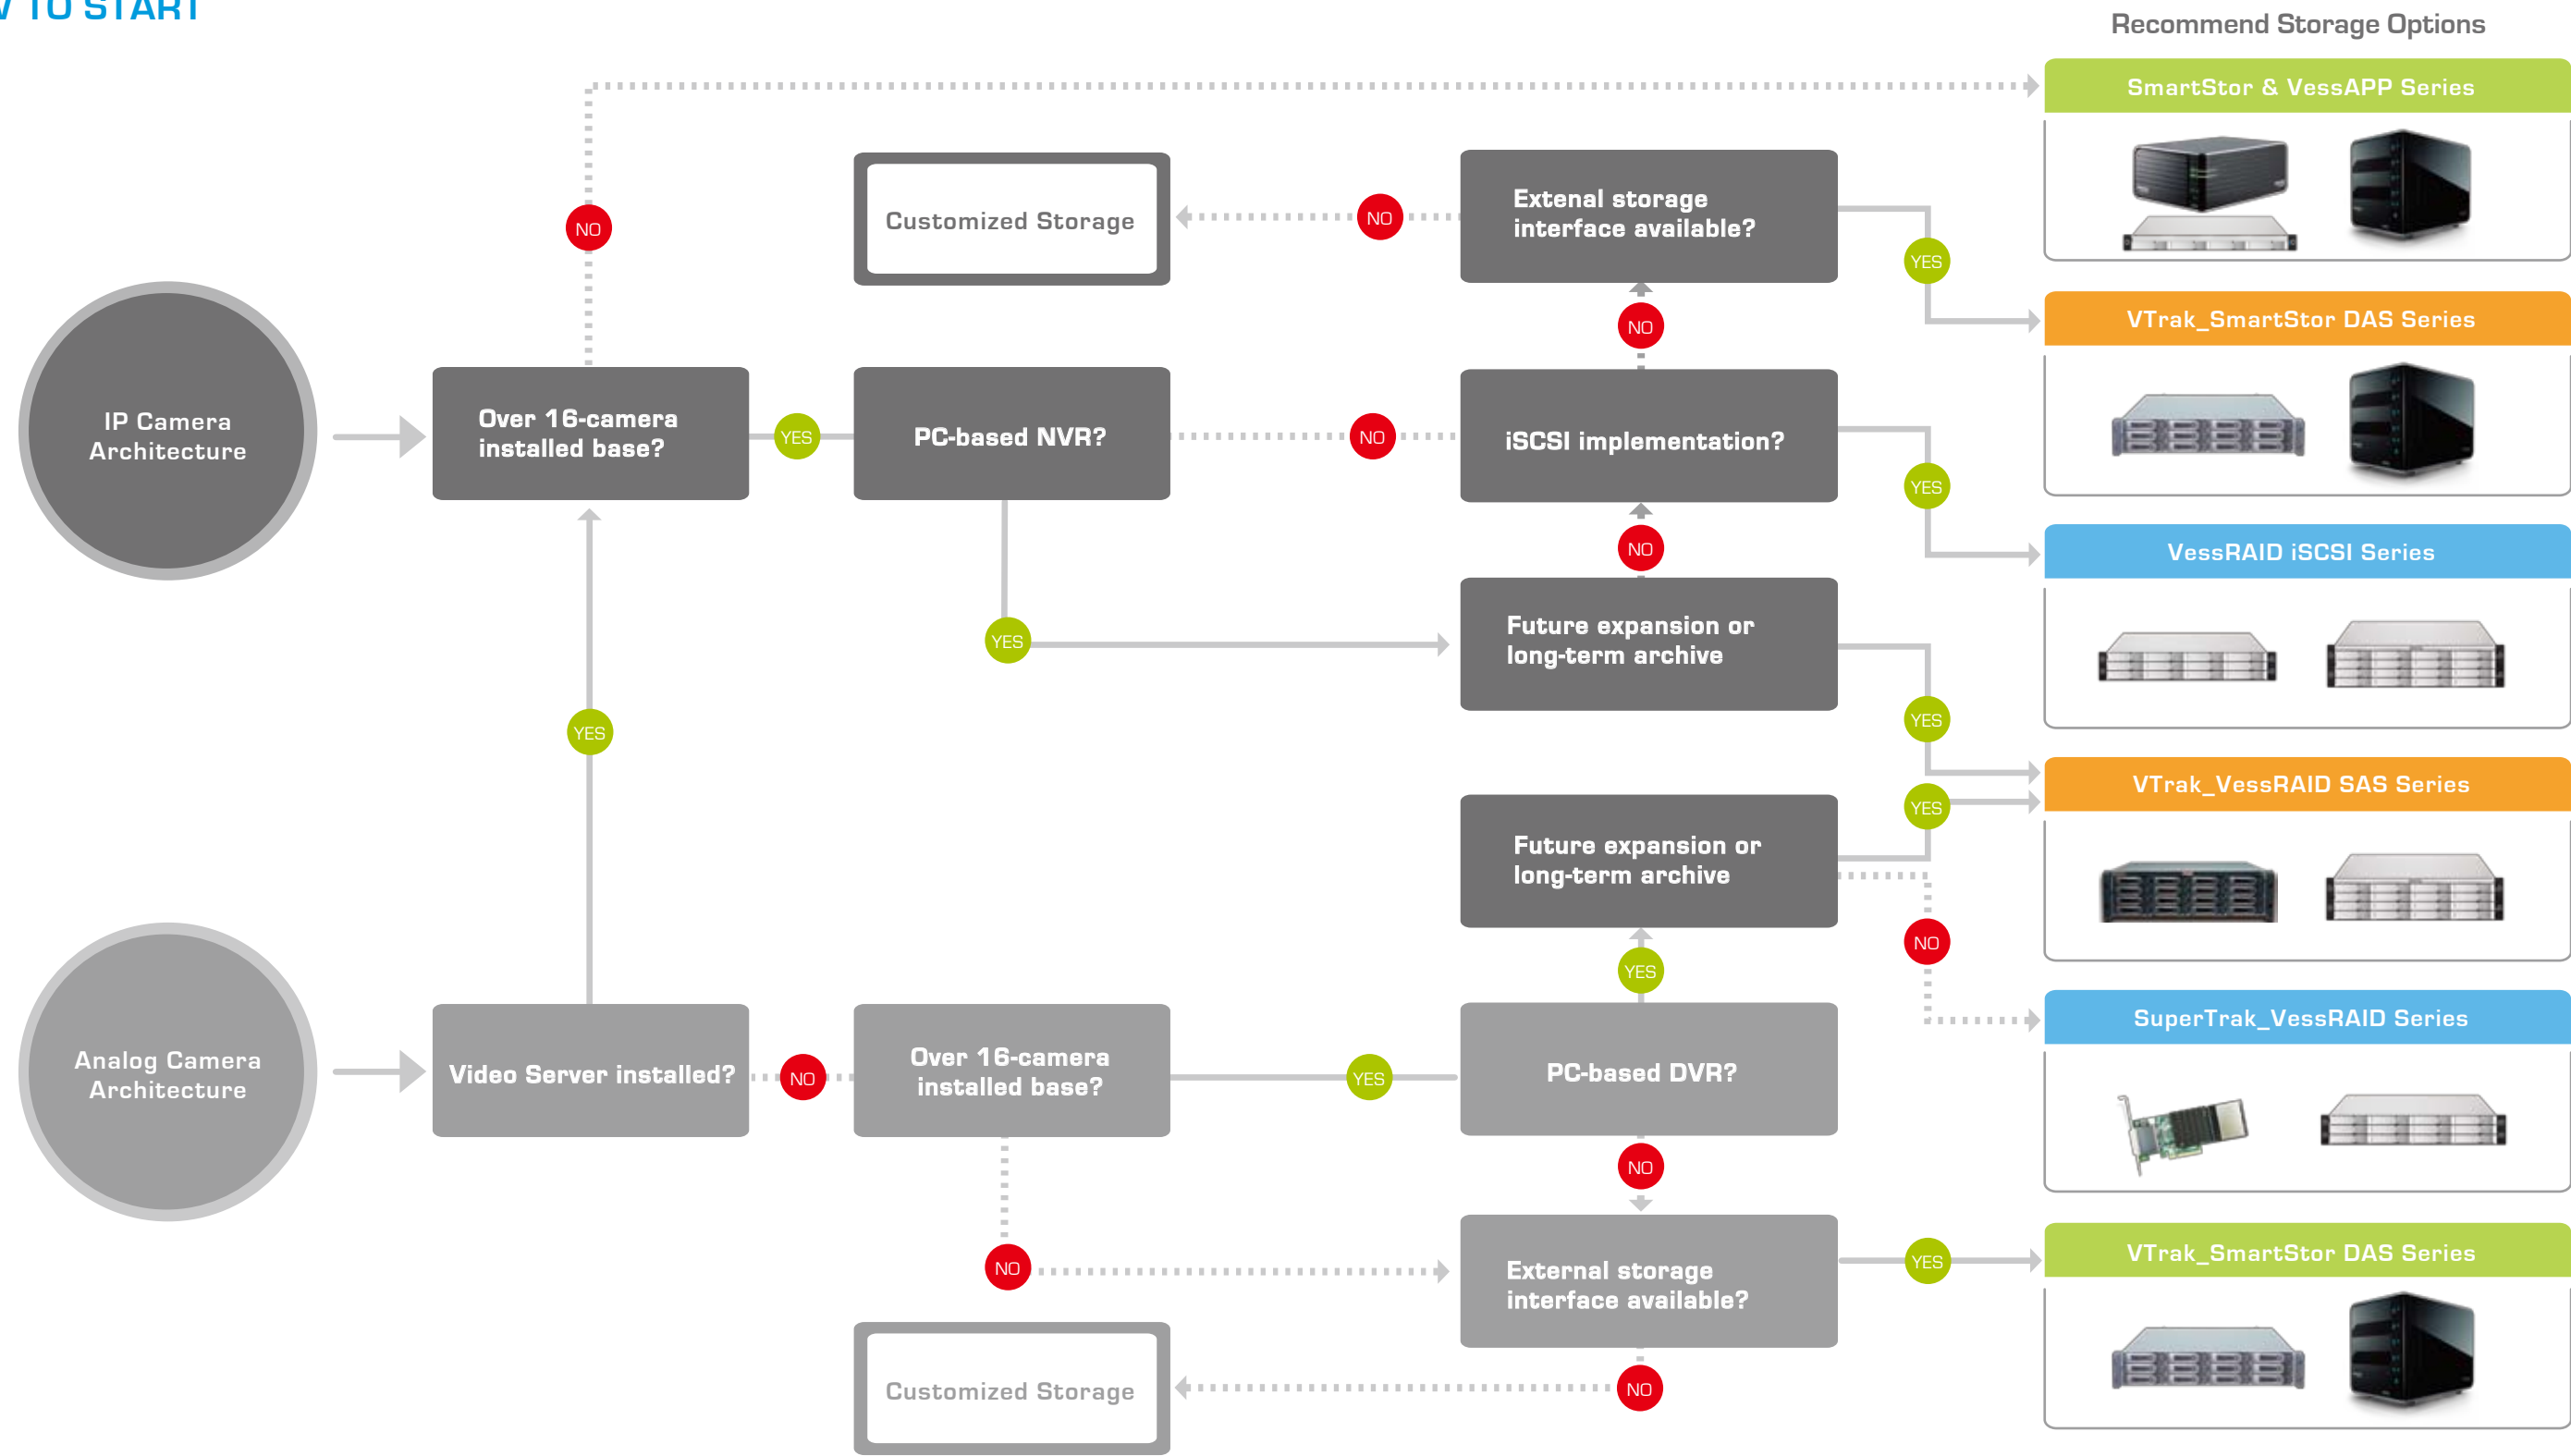 TO START
Recommend Storage Options
SmartStor & VessAPP Series
NO
Customized Storage
NO
Extenal storage
interface available?
YES
VTrak_SmartStor DAS Series
NO
IP Camera
Architecture
Over 16-camera
installed base?
YES
PC-based NVR?
NO
iSCSI implementation?
YES
VessRAID iSCSI Series
NO
YES
Future expansion or
long-term archive
YES
YES
VTrak_VessRAID SAS Series
YES
Future expansion or
long-term archive
NO
YES
SuperTrak_VessRAID Series
Analog Camera
Architecture
Video Server installed?
NO
Over 16-camera
installed base?
YES
PC-based DVR?
NO
NO
External storage
interface available?
YES
VTrak_SmartStor DAS Series
Customized Storage
NO